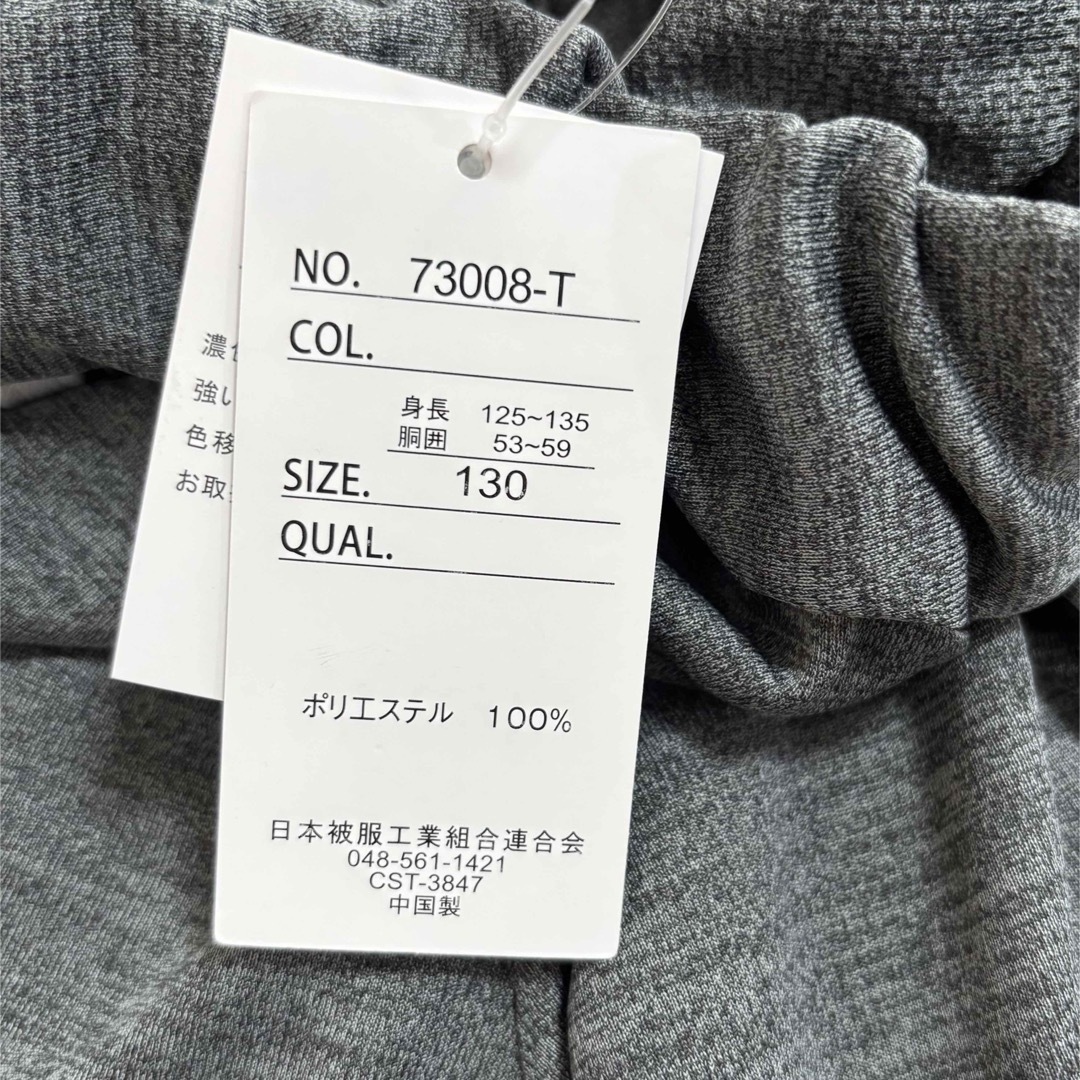 NO. 73008-T
COL.
身長 125~135
胴囲 53~59
SIZE. 130
QUAL.
ポリエステル 100%
日本被服工業組合連合会
048-561-1421
CST-3847
中国製
濃色
強い
色移
お取